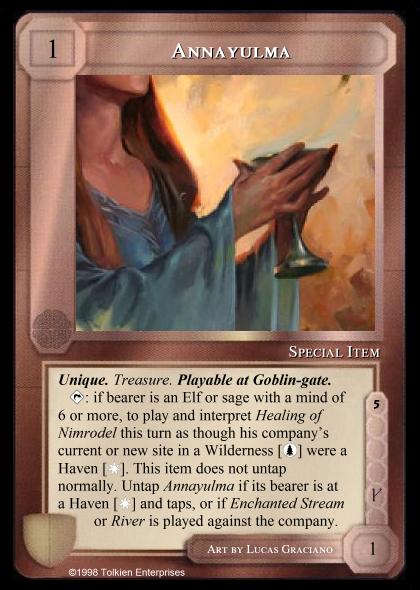 1
ANNAYULMA
SPECIAL ITEM
Unique. Treasure. Playable at Goblin-gate.
: if bearer is an Elf or sage with a mind of
6 or more, to play and interpret Healing of
Nimrodel this turn as though his company's
current or new site in a Wilderness [ ] were a
Haven [ ]. This item does not untap
normally. Untap Annayulma if its bearer is at
a Haven [ ] and taps, or if Enchanted Stream
or River is played against the company.
5
ART BY LUCAS GRACIANO
1
©1998 Tolkien Enterprises